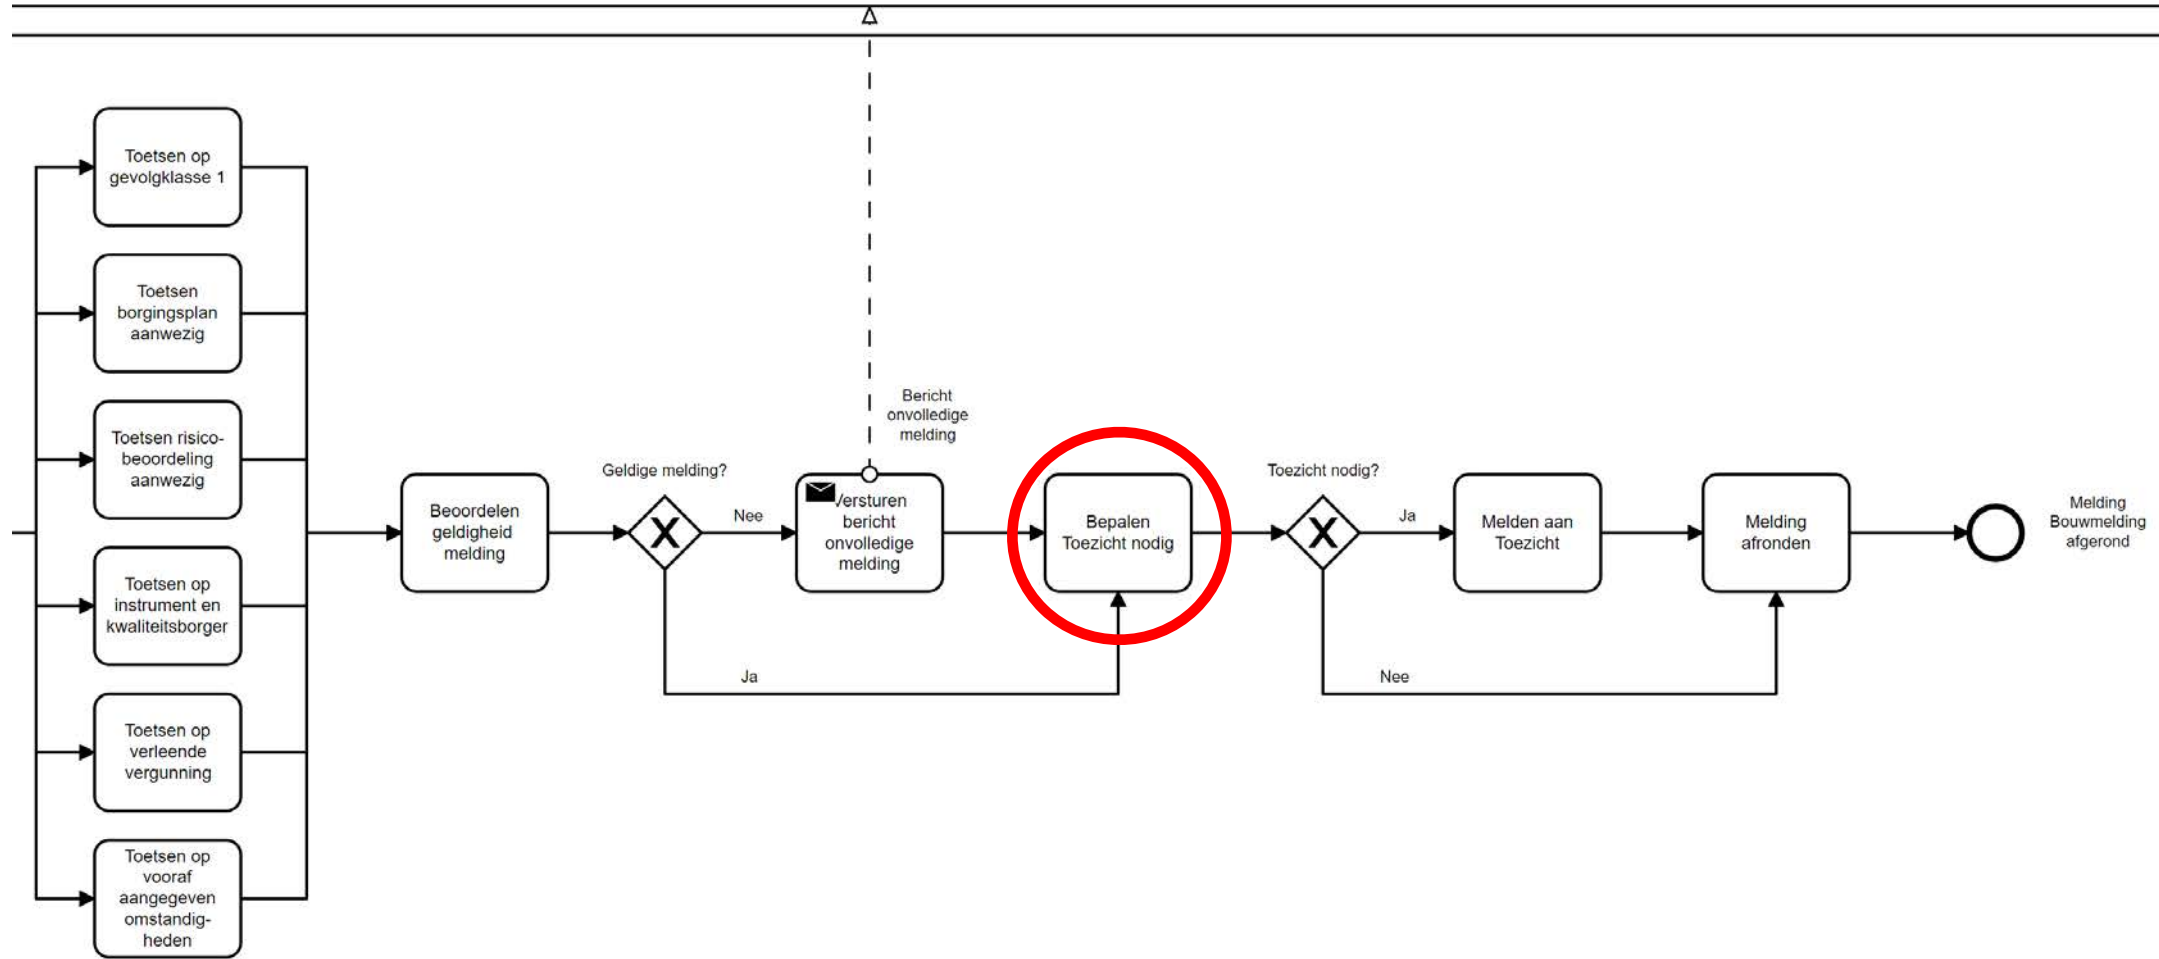 Toetsen op
gevolgklasse 1
Toetsen
borgingsplan
aanwezig
Toetsen risico-
beoordeling
aanwezig
Toetsen op
instrument en
kwaliteitsborger
Toetsen op
verleende
vergunning
Toetsen op
vooraf
aangegeven
omstandig-
heden
Beoordelen
geldigheid
melding
Geldige melding?
Nee
Ja
Bericht
onvolledige
melding
Versturen
bericht
onvolledige
melding
Bepalen
Toezicht nodig
Toezicht nodig?
Ja
Nee
Melden aan
Toezicht
Melding
afronden
Melding
Bouwmelding
afgerond